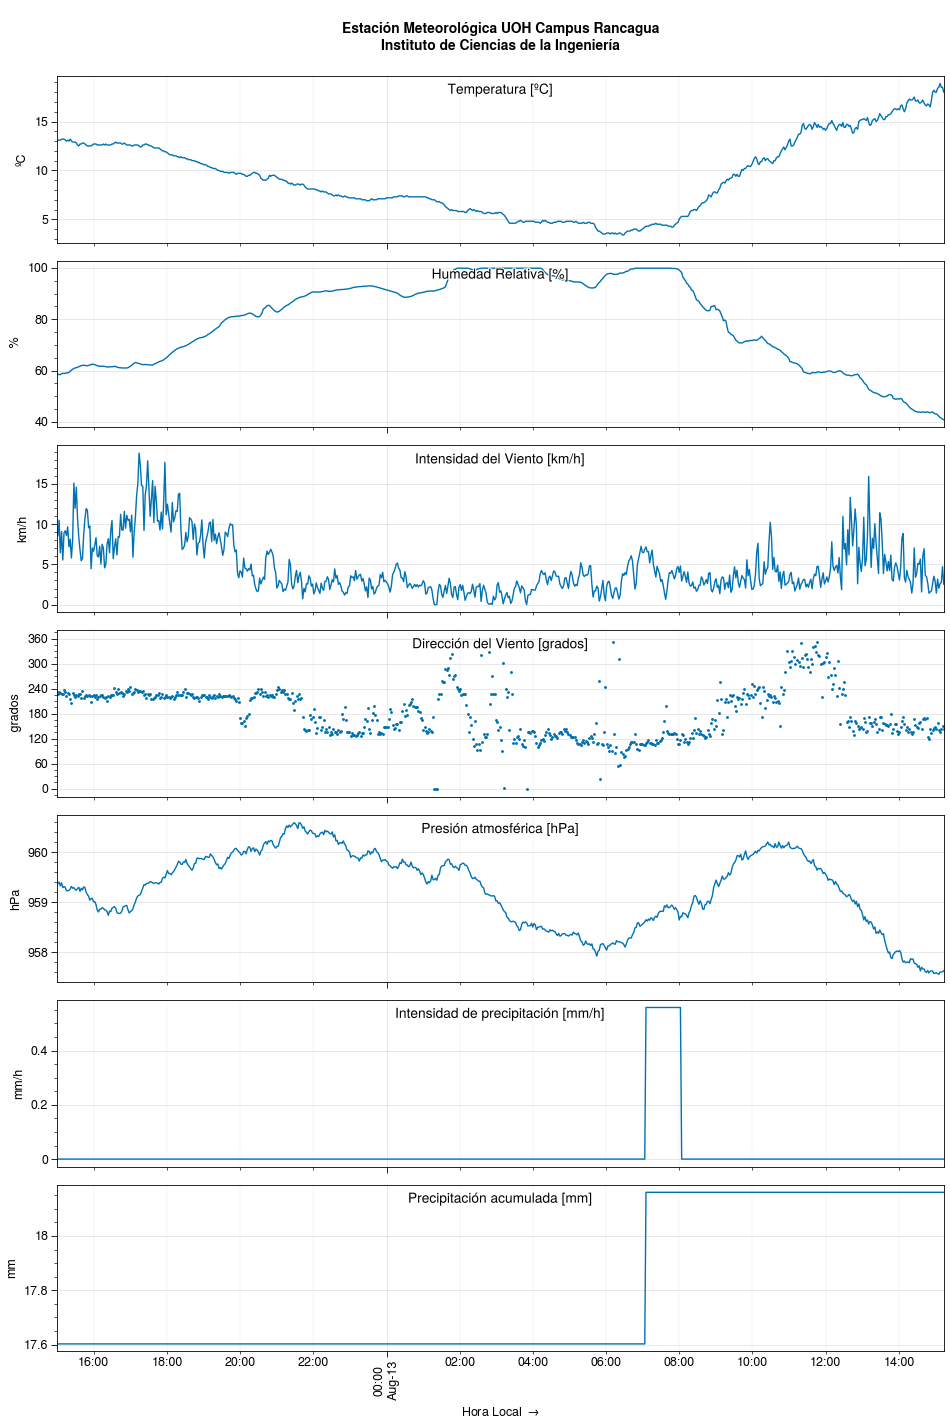 Estación Meteorológica UOH Campus Rancagua
Instituto de Ciencias de la Ingeniería
Temperatura [ºC]
15
10
5
ºC
Humedad Relativa [%]
100
80
60
40
%
Intensidad del Viento [km/h]
15
10
5
0
km/h
Dirección del Viento [grados]
360
300
240
180
120
60
0
grados
Presión atmosférica [hPa]
960
959
958
hPa
Intensidad de precipitación [mm/h]
0.4
0.2
0
mm/h
Precipitación acumulada [mm]
18
17.8
17.6
mm
16:00 18:00 20:00 22:00 00:00 02:00 04:00 06:00 08:00 10:00 12:00 14:00
Aug-13
Hora Local →